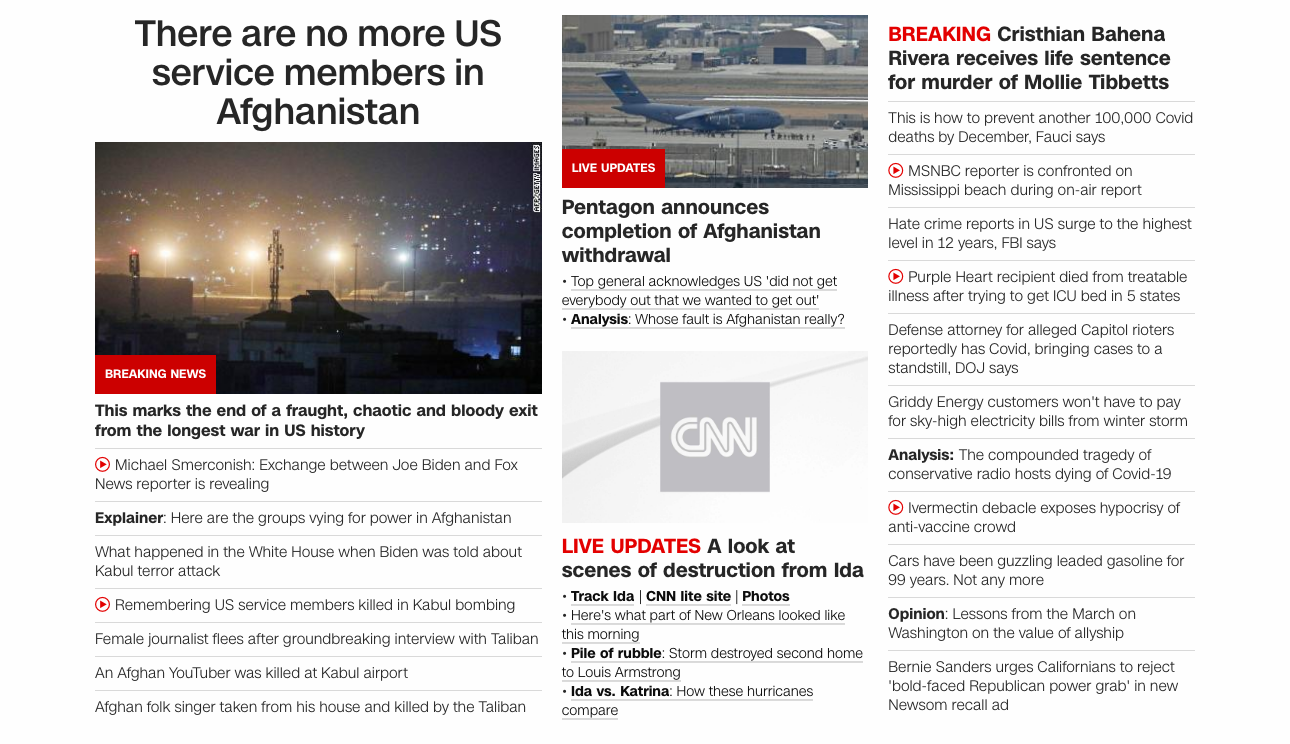 There are no more US
service members in
Afghanistan
BREAKING NEWS
This marks the end of a fraught, chaotic and bloody exit
from the longest war in US history
Michael Smerconish: Exchange between Joe Biden and Fox
News reporter is revealing
Explainer: Here are the groups vying for power in Afghanistan
What happened in the White House when Biden was told about
Kabul terror attack
Remembering US service members killed in Kabul bombing
Female journalist flees after groundbreaking interview with Taliban
An Afghan YouTuber was killed at Kabul airport
Afghan folk singer taken from his house and killed by the Taliban
LIVE UPDATES
Pentagon announces
completion of Afghanistan
withdrawal
• Top general acknowledges US 'did not get
everybody out that we wanted to get out'
• Analysis: Whose fault is Afghanistan really?
CNN
LIVE UPDATES A look at
scenes of destruction from Ida
• Track Ida | CNN lite site | Photos
• Here's what part of New Orleans looked like
this morning
• Pile of rubble: Storm destroyed second home
to Louis Armstrong
• Ida vs. Katrina: How these hurricanes
compare
BREAKING Cristhian Bahena
Rivera receives life sentence
for murder of Mollie Tibbetts
This is how to prevent another 100,000 Covid
deaths by December, Fauci says
MSNBC reporter is confronted on
Mississippi beach during on-air report
Hate crime reports in US surge to the highest
level in 12 years, FBI says
Purple Heart recipient died from treatable
illness after trying to get ICU bed in 5 states
Defense attorney for alleged Capitol rioters
reportedly has Covid, bringing cases to a
standstill, DOJ says
Griddy Energy customers won't have to pay
for sky-high electricity bills from winter storm
Analysis: The compounded tragedy of
conservative radio hosts dying of Covid-19
Ivermectin debacle exposes hypocrisy of
anti-vaccine crowd
Cars have been guzzling leaded gasoline for
99 years. Not any more
Opinion: Lessons from the March on
Washington on the value of allyship
Bernie Sanders urges Californians to reject
'bold-faced Republican power grab' in new
Newsom recall ad